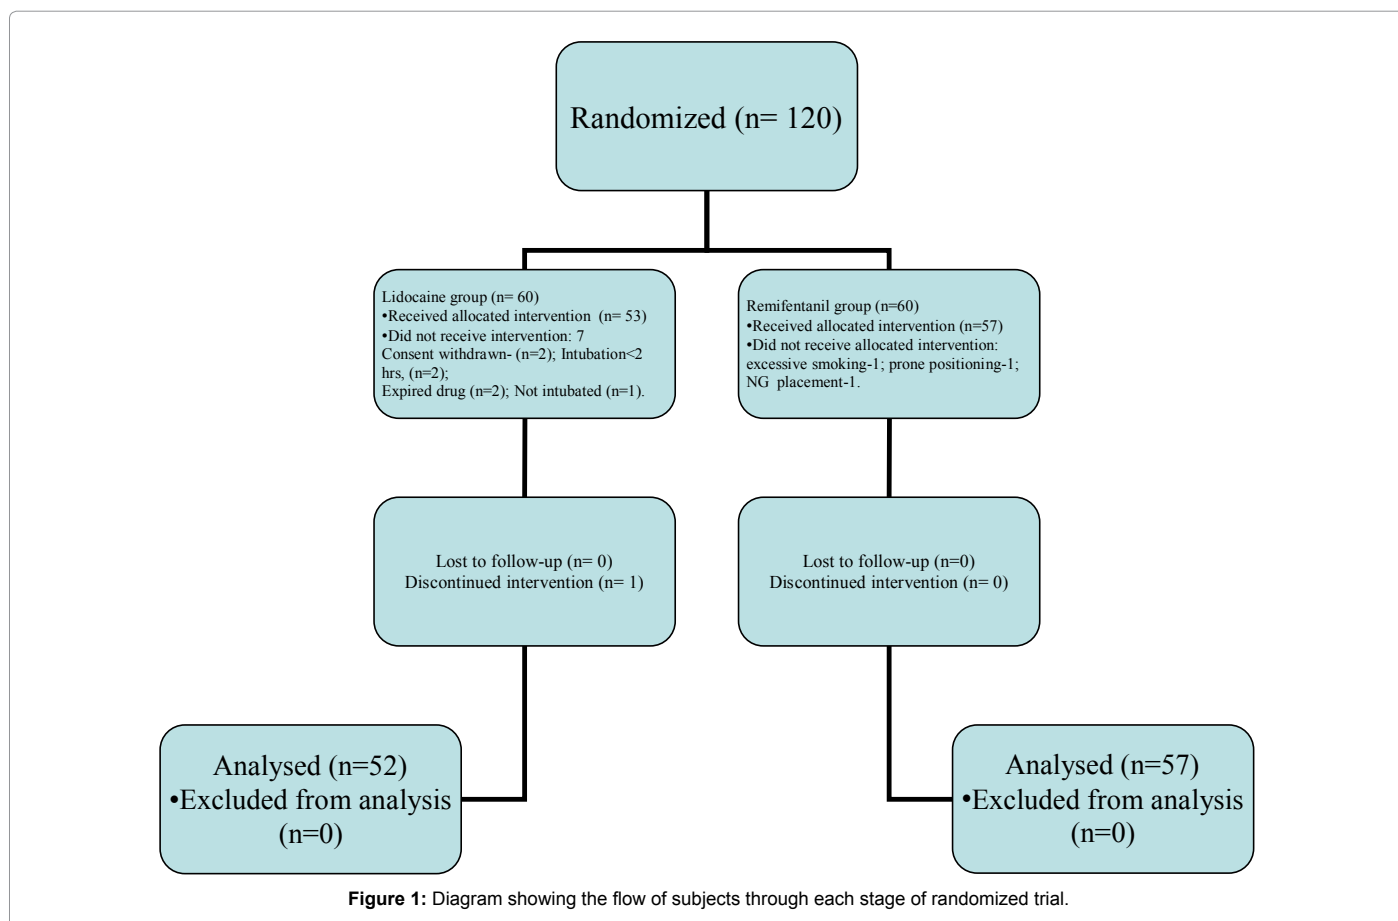 Randomized (n= 120)
Lidocaine group (n= 60)
•Received allocated intervention (n= 53)
•Did not receive intervention: 7
Consent withdrawn- (n=2); Intubation<2
hrs, (n=2);
Expired drug (n=2); Not intubated (n=1).
Remifentanil group (n=60)
•Received allocated intervention (n=57)
•Did not receive allocated intervention:
excessive smoking-1; prone positioning-1;
NG placement-1.
Lost to follow-up (n= 0)
Discontinued intervention (n= 1)
Lost to follow-up (n=0)
Discontinued intervention (n= 0)
Analysed (n=52)
•Excluded from analysis
(n=0)
Analysed (n=57)
•Excluded from analysis
(n=0)
Figure 1: Diagram showing the flow of subjects through each stage of randomized trial.